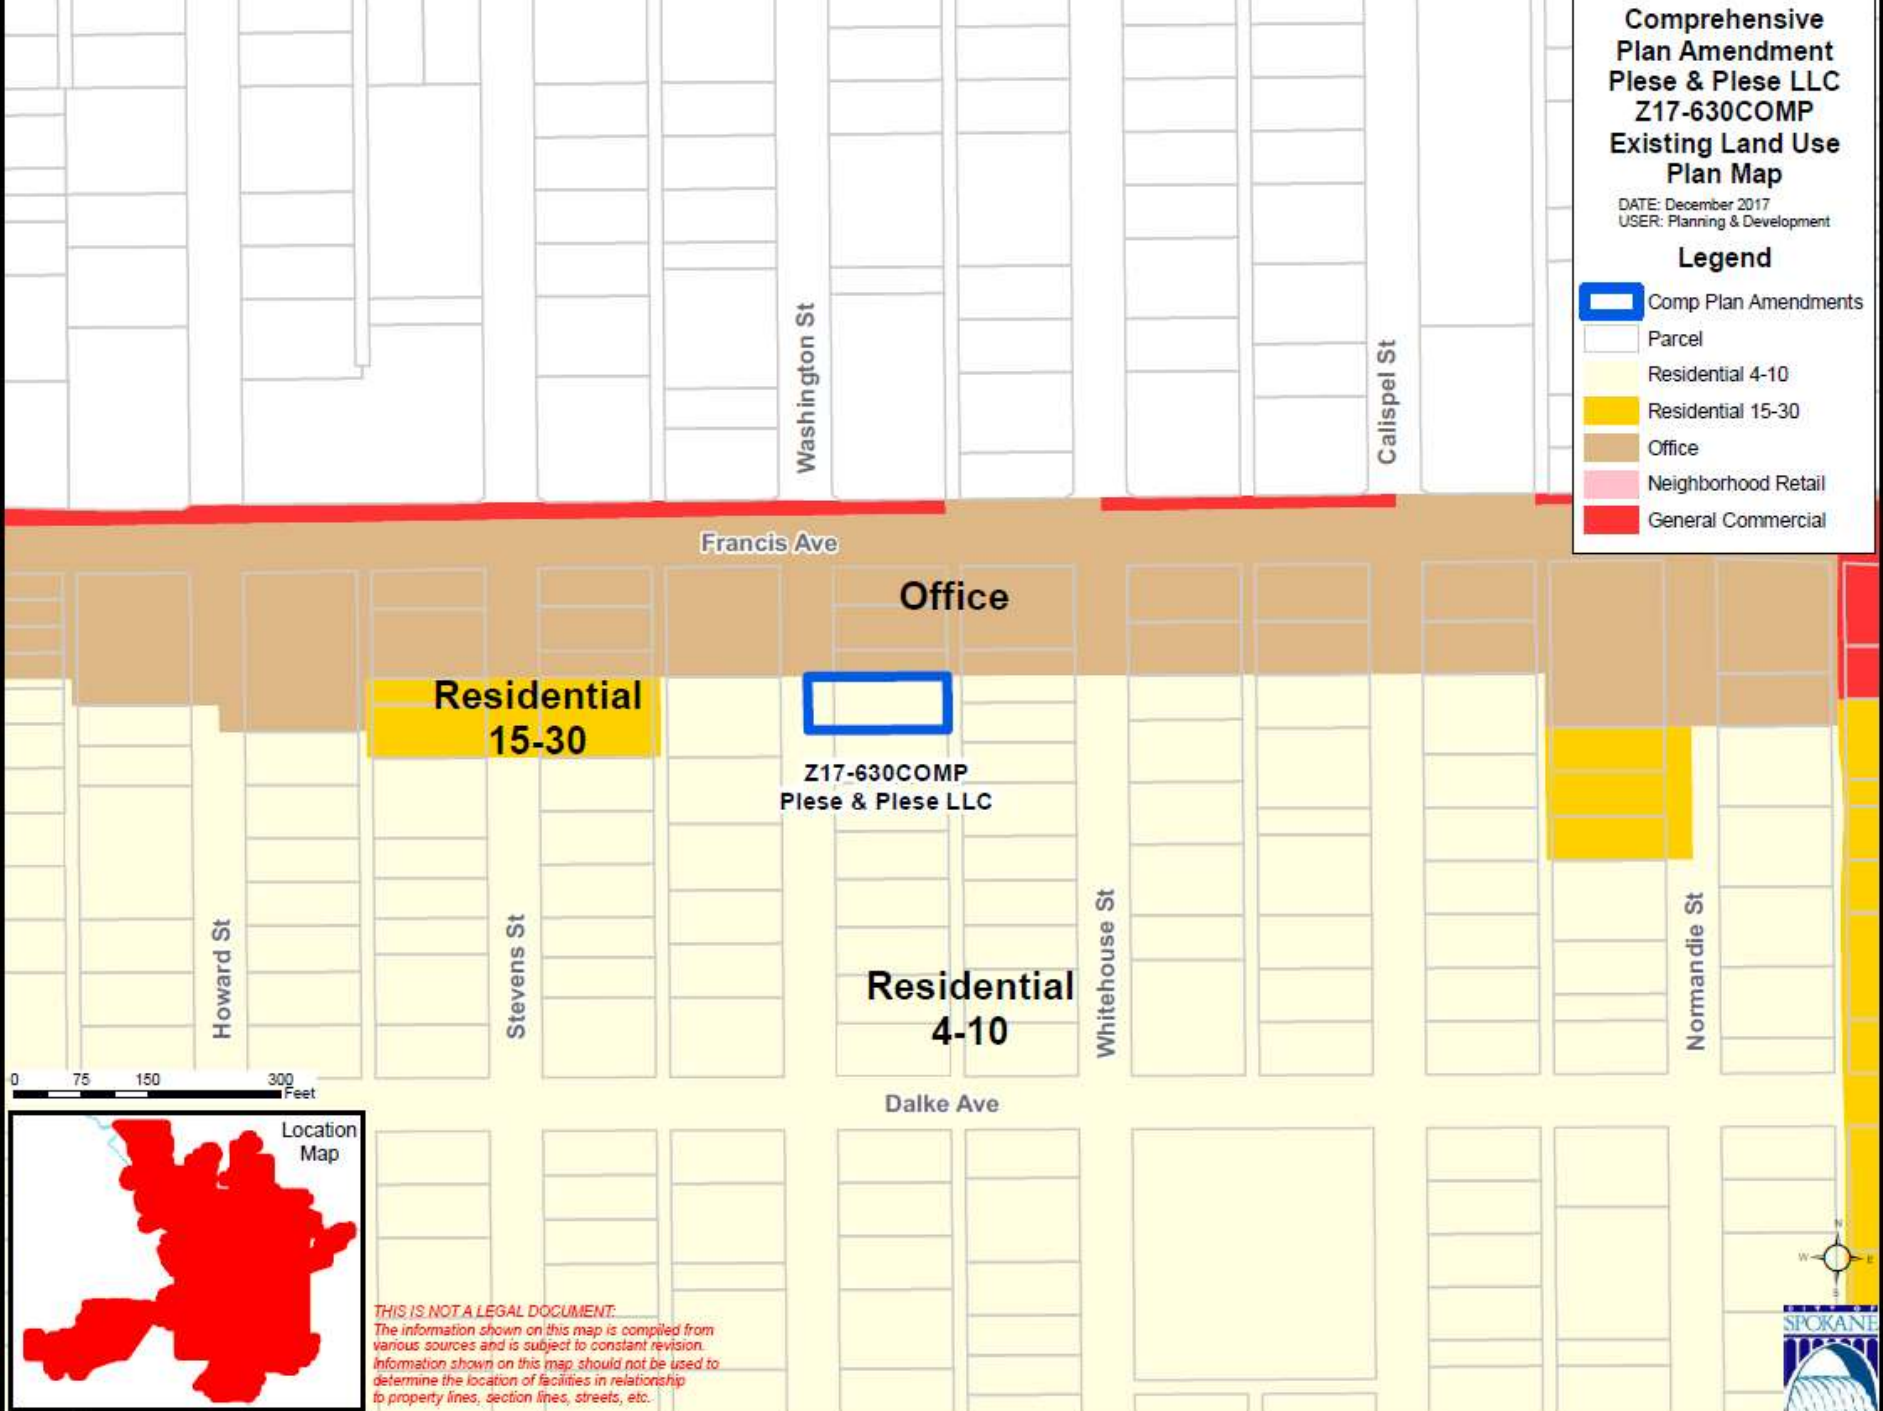 Comprehensive
Plan Amendment
Plese & Plese LLC
Z17-630COMP
Existing Land Use
Plan Map
DATE: December 2017
USER: Planning & Development
Legend
Comp Plan Amendments
Parcel
Residential 4-10
Residential 15-30
Office
Neighborhood Retail
General Commercial
Washington St
Calispel St
Francis Ave
Office
Residential
15-30
Z17-630COMP
Plese & Plese LLC
Howard St
Stevens St
Whitehouse St
Normandie St
Residential
4-10
0 75 150 300
Feet
Dalke Ave
Location
Map
THIS IS NOT A LEGAL DOCUMENT:
The information shown on this map is compiled from
various sources and is subject to constant revision.
Information shown on this map should not be used to
determine the location of facilities in relationship
to property lines, section lines, streets, etc.
N
W E
S
CITY OF
SPOKANE